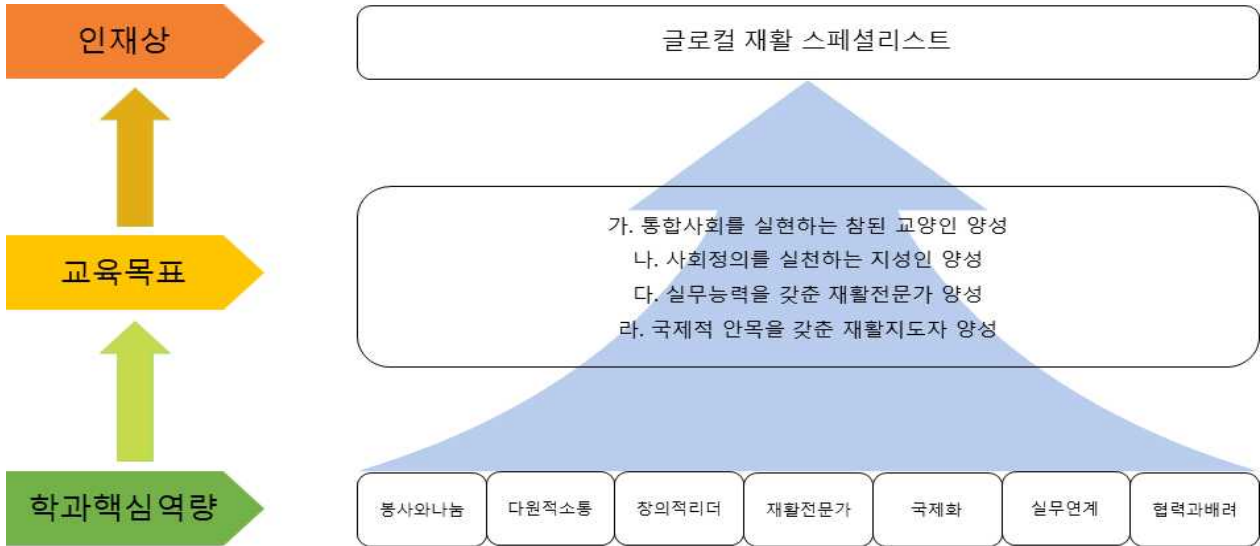 인재상
글로컬 재활 스페셜리스트
교육목표
가. 통합사회를 실현하는 참된 교양인 양성
나. 사회정의를 실천하는 지성인 양성
다. 실무능력을 갖춘 재활전문가 양성
라. 국제적 안목을 갖춘 재활지도자 양성
학과핵심역량
봉사와나눔
다원적소통
창의적리더
재활전문가
국제화
실무연계
협력과배려